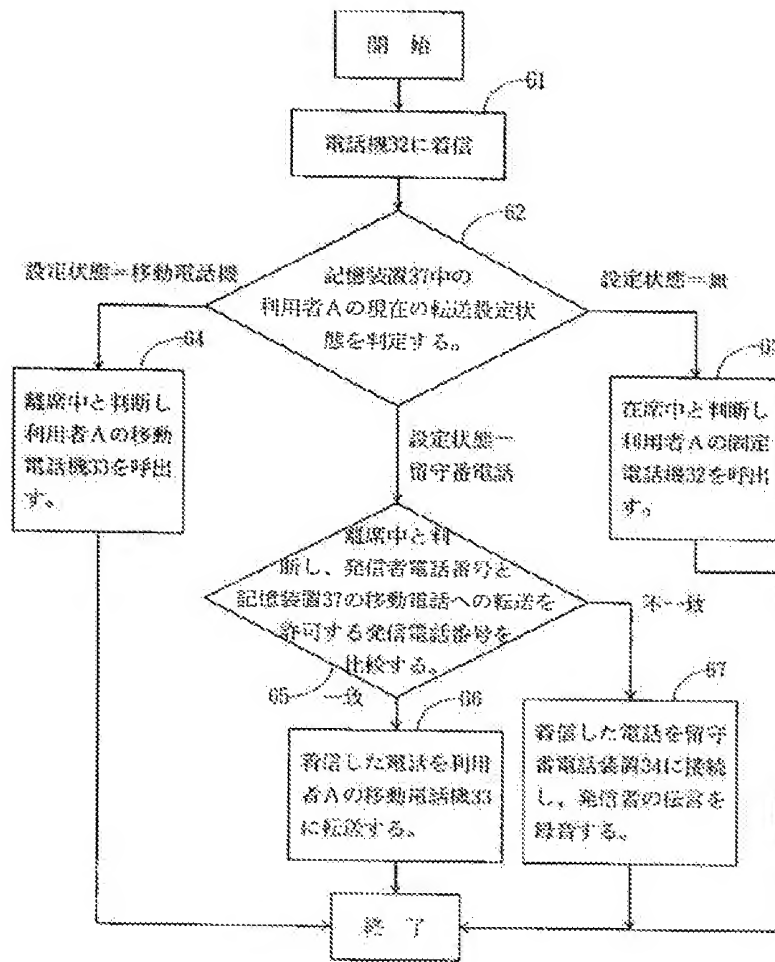 開 始
61
電話機32に着信
62
設定状態=移動電話機
記憶装置37中の
利用者Aの現在の転送設定状
態を判定する。
設定状態=無
64
離席中と判断し
利用者Aの移動
電話機33を呼出
す。
在席中と判断し
利用者Aの固定
電話機32を呼出
す。
設定状態=
留守番電話
離席中と判
断し、発信者電話番号と
記憶装置37の移動電話への転送を
許可する発信電話番号を
比較する。
不一致
65
一致
66
着信した電話を利用
者Aの移動電話機33
に転送する。
67
着信した電話を留守
番電話装置34に接続
し、発信者の伝言を
録音する。
終 了